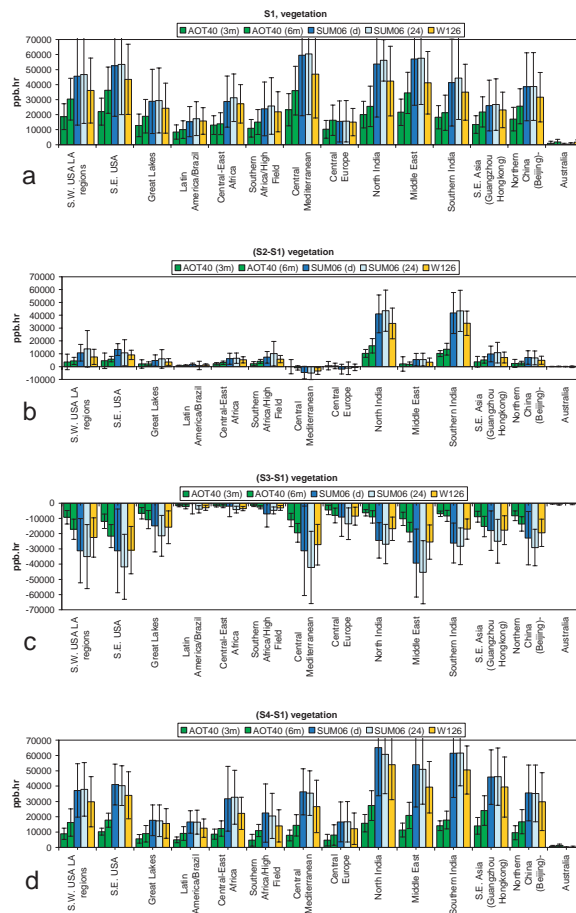 S1, vegetation
AOT40 (3m) AOT40 (6m) SUM06 (d) SUM06 (24) W126
70000
60000
50000
40000
30000
20000
10000
0
ppb.hr
S.W. USA LA
regions
S.E. USA
Great Lakes
Latin
America/Brazil
Central-East
Africa
Southern
Africa/High
Field
Central
Mediterranean
Central
Europe
North India
Middle East
Southern India
S.E. Asia
(Guangzhou
Hongkong)
Northern
China
(Beijing)-
Australia
a
(S2-S1) vegetation
AOT40 (3m) AOT40 (6m) SUM06 (d) SUM06 (24) W126
70000
60000
50000
40000
30000
20000
10000
0
-10000
ppb.hr
S.W. USA LA
regions
S.E. USA
Great Lakes
Latin
America/Brazil
Central-East
Africa
Southern
Africa/High
Field
Central
Mediterranean
Central
Europe
North India
Middle East
Southern India
S.E. Asia
(Guangzhou
Hongkong)
Northern
China
(Beijing)-
Australia
b
(S3-S1) vegetation
AOT40 (3m) AOT40 (6m) SUM06 (d) SUM06 (24) W126
0
-10000
-20000
-30000
-40000
-50000
-60000
-70000
ppb.hr
S.W. USA LA
regions
S.E. USA
Great Lakes
Latin
America/Brazil
Central-East
Africa
Southern
Africa/High
Field
Central
Mediterranean
Central
Europe
North India
Middle East
Southern India
S.E. Asia
(Guangzhou
Hongkong)
Northern
China
(Beijing)-
Australia
c
(S4-S1) vegetation
AOT40 (3m) AOT40 (6m) SUM06 (d) SUM06 (24) W126
70000
60000
50000
40000
30000
20000
10000
0
ppb.hr
S.W. USA LA
regions
S.E. USA
Great Lakes
Latin
America/Brazil
Central-East
Africa
Southern
Africa/High
Field
Central
Mediterranean
Central
Europe
North India
Middle East
Southern India
S.E. Asia
(Guangzhou
Hongkong)
Northern
China
(Beijing)-
Australia
d